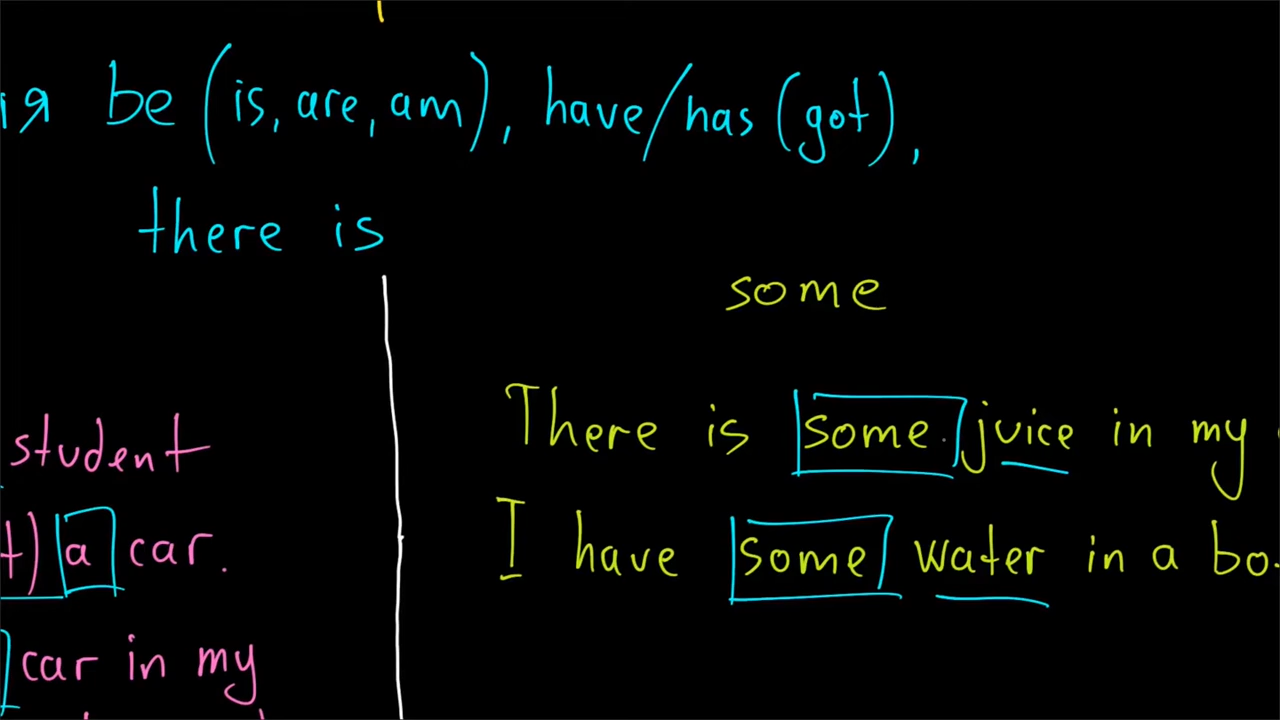 be (is, are, am), have/has (got),
there is
some
student
a car.
car in my
There is some juice in my
I have some water in a